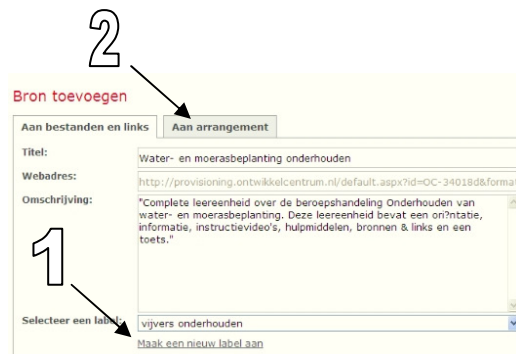 2
Bron toevoegen
Aan bestanden en links
Aan arrangement
Titel:
Water- en moerasbeplanting onderhouden
Webadres:
http://provisioning.ontwikkelcentrum.nl/default.aspx?id=OC-34018d&forma
Omschrijving:
"Complete leereenheid over de beroepshandeling Onderhouden van
water- en moerasbeplanting. Deze leereenheid bevat een ori?ntatie,
informatie, instructievideo's, hulpmiddelen, bronnen & links en een
toets."
1
Selecteer een label:
vijvers onderhouden
Maak een nieuw label aan